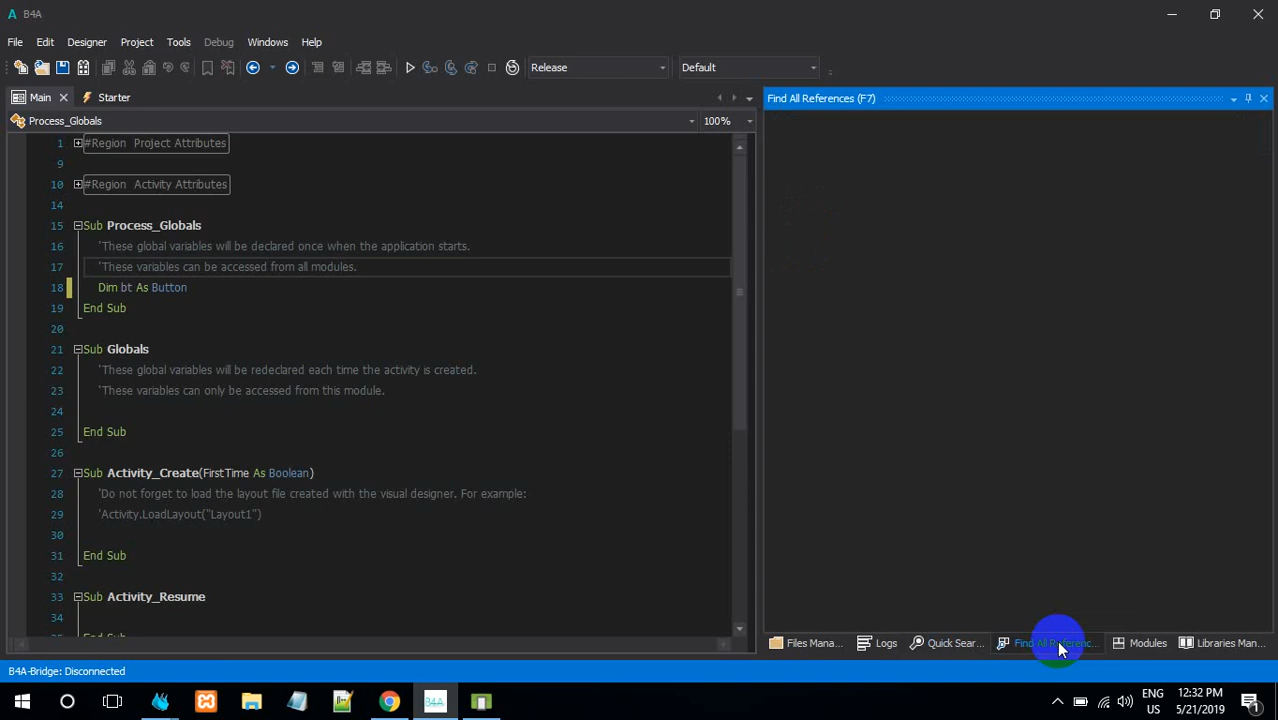 B4A
File Edit Designer Project Tools Debug Windows Help
Release Default
Main Starter
Find All References (F7)
Process_Globals 100%
1 #Region Project Attributes
9
10 #Region Activity Attributes
14
15 Sub Process_Globals
16 'These global variables will be declared once when the application starts.
17 'These variables can be accessed from all modules.
18 Dim bt As Button
19 End Sub
20
21 Sub Globals
22 'These global variables will be redeclared each time the activity is created.
23 'These variables can only be accessed from this module.
24
25 End Sub
26
27 Sub Activity_Create(FirstTime As Boolean)
28 'Do not forget to load the layout file created with the visual designer. For example:
29 'Activity.LoadLayout("Layout1")
30
31 End Sub
32
33 Sub Activity_Resume
34
End Sub
Files Mana... Logs Quick Sear... Find All Referenc... Modules Libraries Man...
B4A-Bridge: Disconnected
B4A
ENG 12:32 PM
US 5/21/2019
1